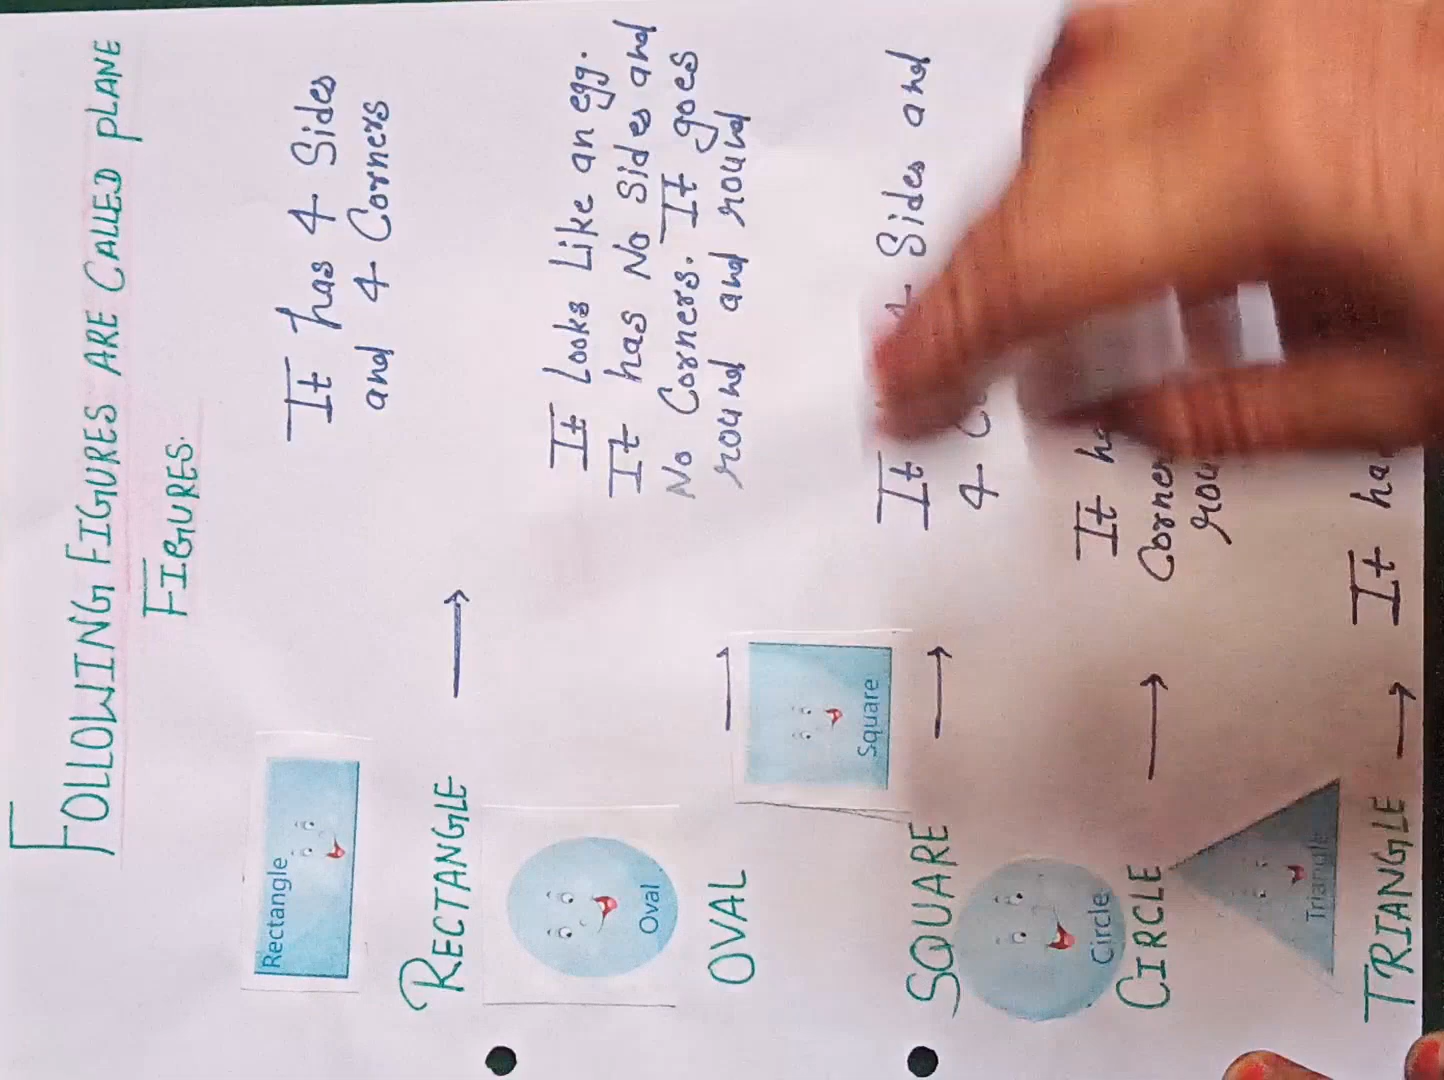 FOLLOWING FIGURES ARE CALLED PLANE
FIGURES.
Rectangle
RECTANGLE →
It has 4 Sides
and 4 Corners
Oval
OVAL →
It Looks Like an egg.
It has No Sides and
No Corners. It goes
round and round
Square
SQUARE →
It 4 Sides and
4
Circle
CIRCLE →
It
Triangle
TRIANGLE →
It